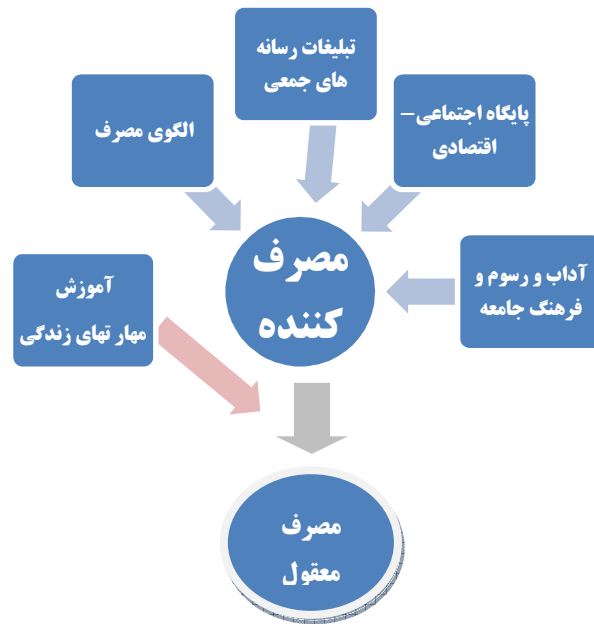 تبلیغات رسانه
های جمعی
پایگاه اجتماعی–
اقتصادی
الگوی مصرف
آداب و رسوم و
فرهنگ جامعه
مصرف
کننده
آموزش
مهار تهای زندگی
مصرف
معقول